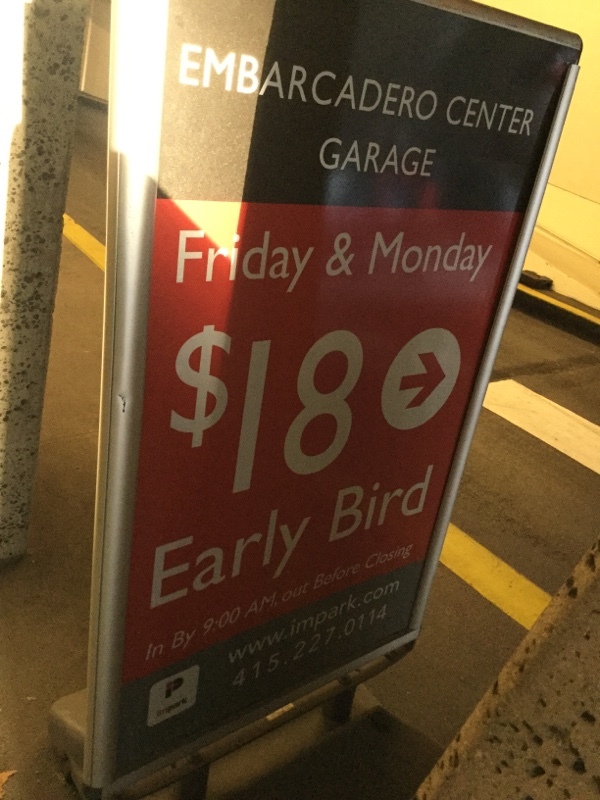 EMBARCADERO CENTER
GARAGE
Friday & Monday
$18
Early Bird
In By 9:00 AM, out Before Closing
www.impark.com
415.227.0114
P
impark